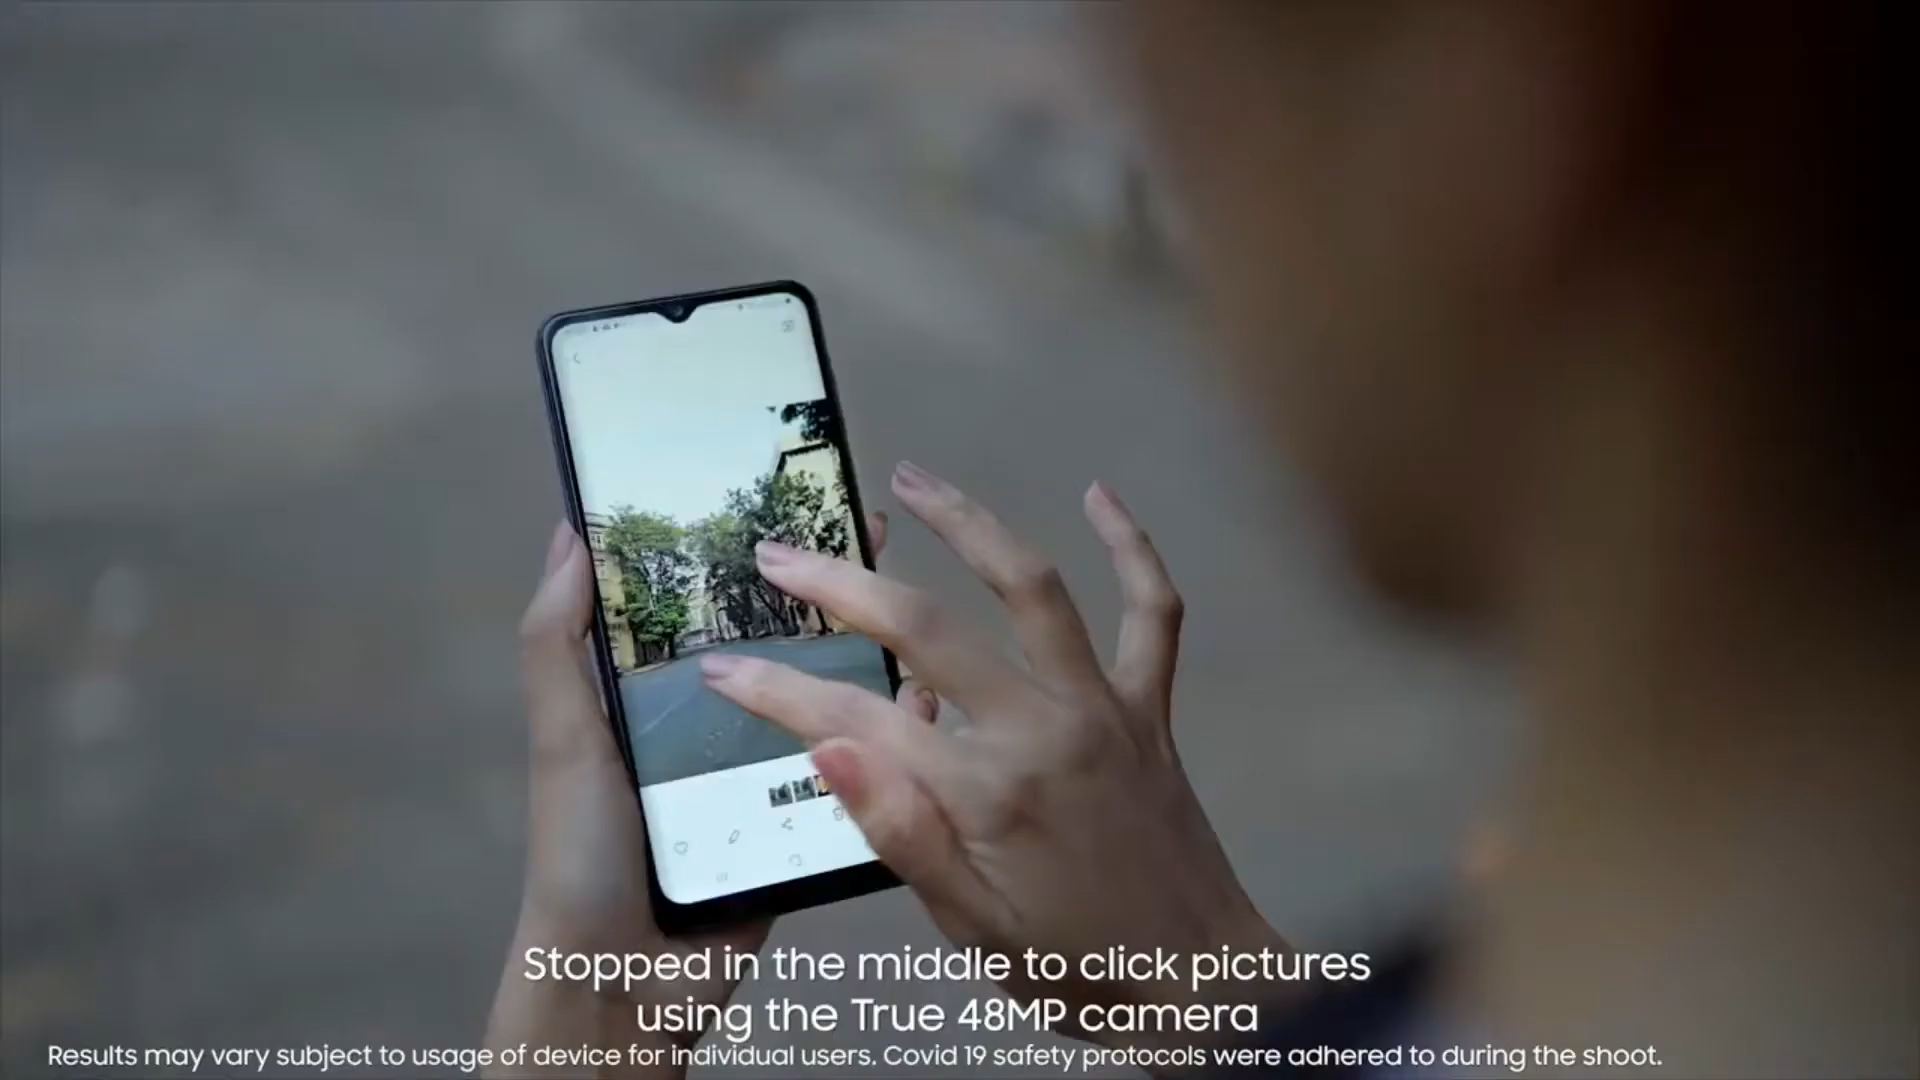 Stopped in the middle to click pictures
using the True 48MP camera
Results may vary subject to usage of device for individual users. Covid 19 safety protocols were adhered to during the shoot.